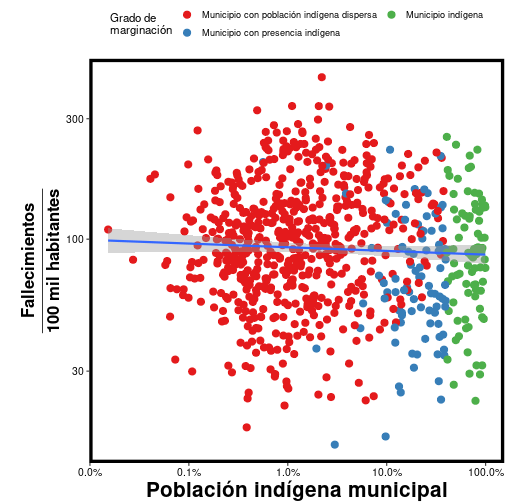 Grado de
marginación
Municipio con población indígena dispersa
Municipio indígena
Municipio con presencia indígena
300
100
30
Fallecimientos
100 mil habitantes
0.0%
0.1%
1.0%
10.0%
100.0%
Población indígena municipal